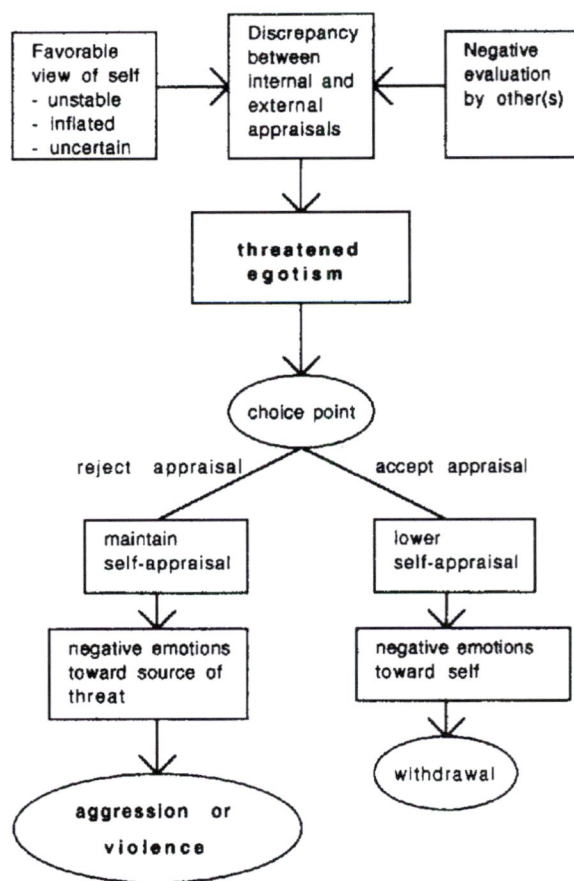 Favorable
view of self
- unstable
- inflated
- uncertain
Discrepancy
between
internal and
external
appraisals
Negative
evaluation
by other(s)
threatened
egotism
choice point
reject appraisal
accept appraisal
maintain
self-appraisal
lower
self-appraisal
negative emotions
toward source of
threat
negative emotions
toward self
aggression or
violence
withdrawal